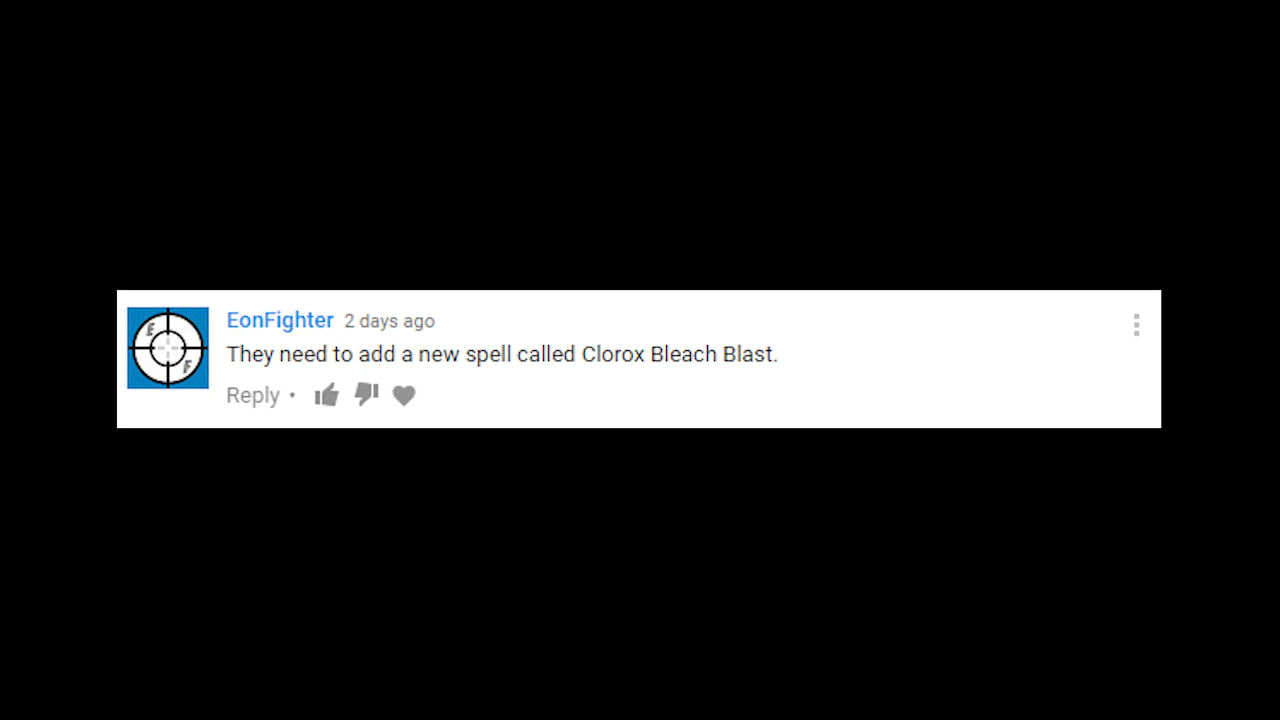 EonFighter 2 days ago
They need to add a new spell called Clorox Bleach Blast.
Reply •
E
F